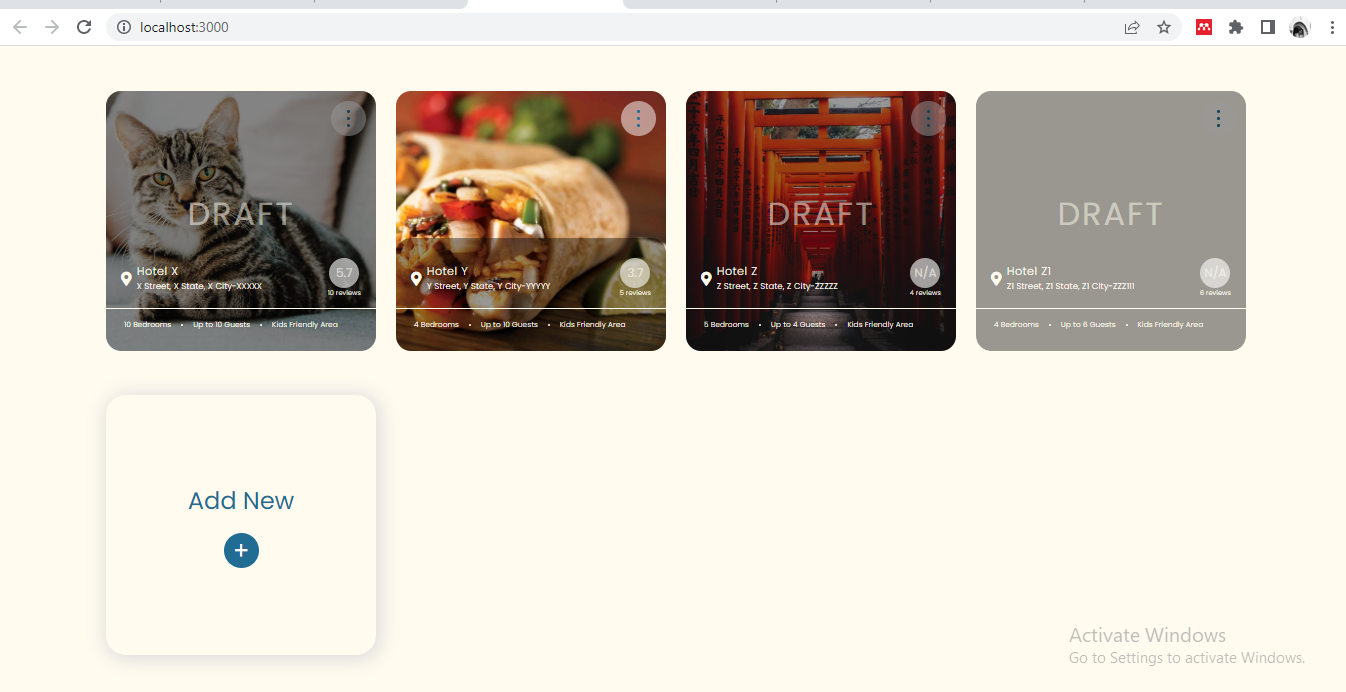 localhost:3000
DRAFT
Hotel X
X Street, X State, X City-XXXXX
5.7
10 reviews
10 Bedrooms • Up to 10 Guests • Kids Friendly Area
Hotel Y
Y Street, Y State, Y City-YYYYY
3.7
5 reviews
4 Bedrooms • Up to 10 Guests • Kids Friendly Area
DRAFT
Hotel Z
Z Street, Z State, Z City-ZZZZZ
N/A
4 reviews
5 Bedrooms • Up to 4 Guests • Kids Friendly Area
DRAFT
Hotel Z1
Z1 Street, Z1 State, Z1 City-ZZZ111
N/A
6 reviews
4 Bedrooms • Up to 6 Guests • Kids Friendly Area
Add New
+
Activate Windows
Go to Settings to activate Windows.